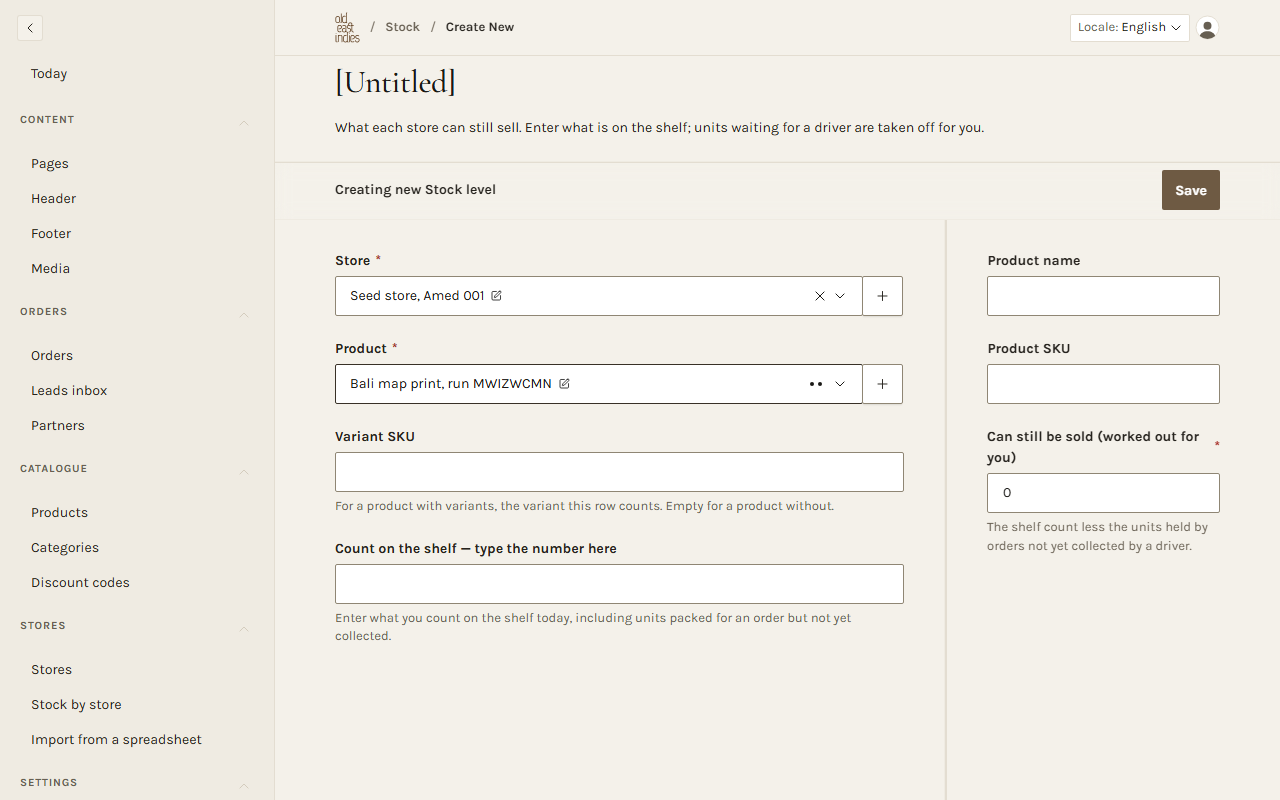 Today
CONTENT
Pages
Header
Footer
Media
ORDERS
Orders
Leads inbox
Partners
CATALOGUE
Products
Categories
Discount codes
STORES
Stores
Stock by store
Import from a spreadsheet
SETTINGS
old
east
indies
/ Stock / Create New
Locale: English
[Untitled]
What each store can still sell. Enter what is on the shelf; units waiting for a driver are taken off for you.
Creating new Stock level
Save
Store *
Seed store, Amed 001
Product *
Bali map print, run MWIZWCMN
Variant SKU
For a product with variants, the variant this row counts. Empty for a product without.
Count on the shelf — type the number here
Enter what you count on the shelf today, including units packed for an order but not yet
collected.
Product name
Product SKU
Can still be sold (worked out for
you) *
0
The shelf count less the units held by
orders not yet collected by a driver.